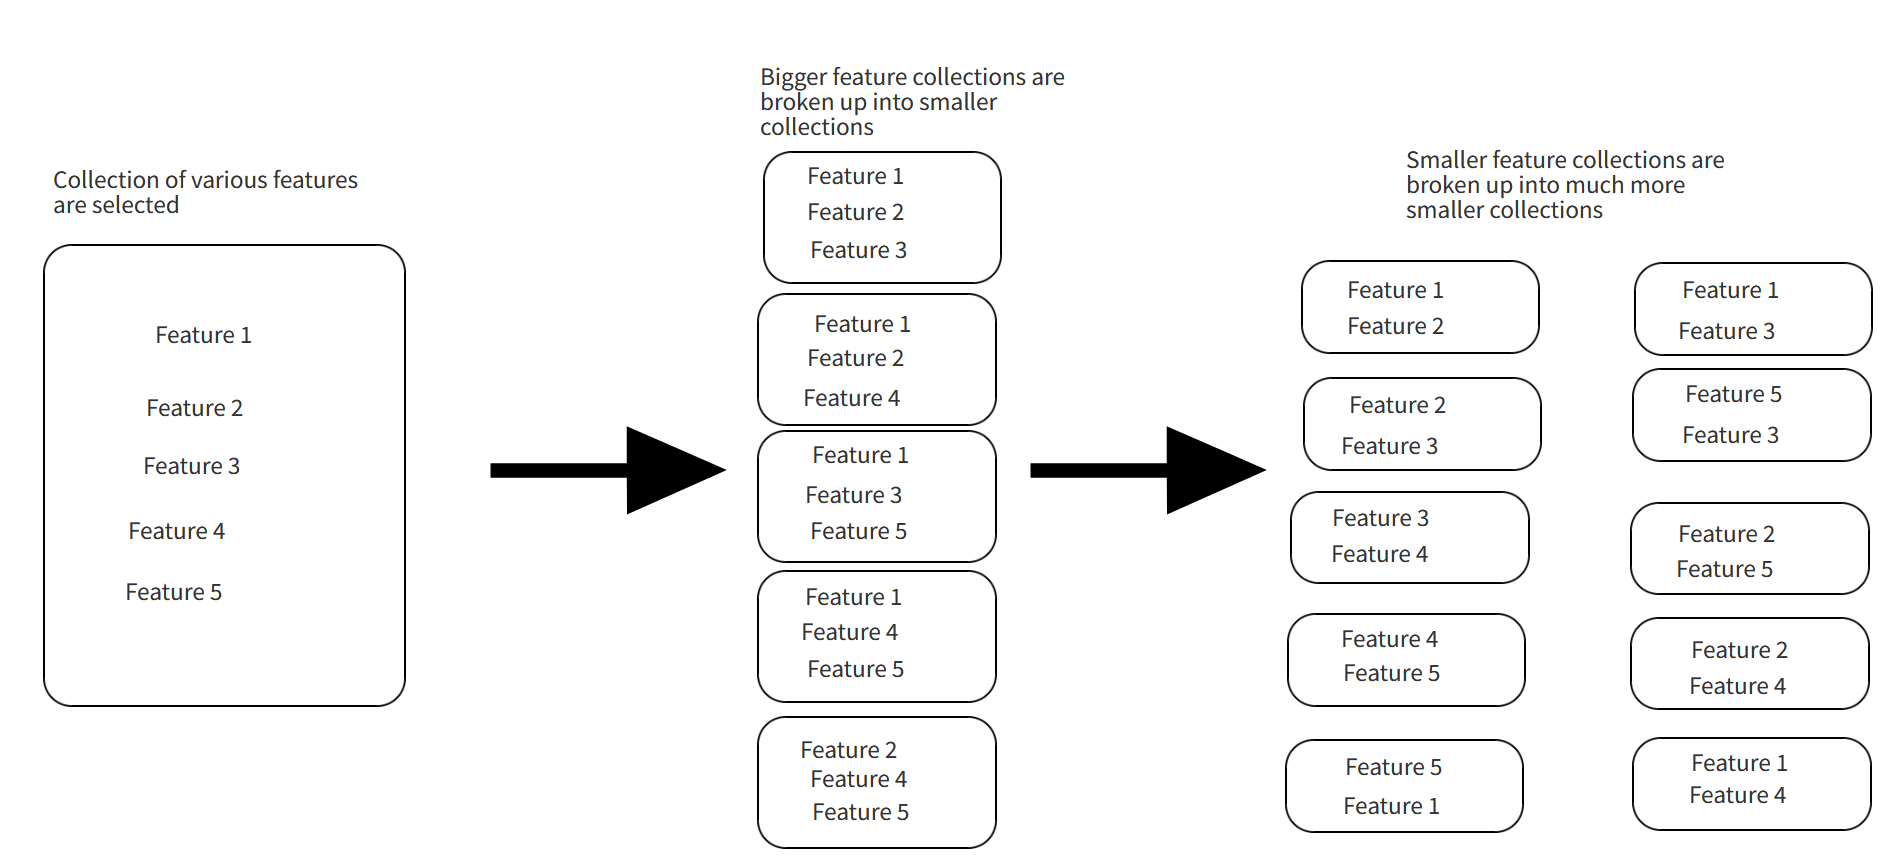 Collection of various features
are selected
Feature 1
Feature 2
Feature 3
Feature 4
Feature 5
Bigger feature collections are
broken up into smaller
collections
Feature 1
Feature 2
Feature 3
Feature 1
Feature 2
Feature 4
Feature 1
Feature 3
Feature 5
Feature 1
Feature 4
Feature 5
Feature 2
Feature 4
Feature 5
Smaller feature collections are
broken up into much more
smaller collections
Feature 1
Feature 2
Feature 2
Feature 3
Feature 3
Feature 4
Feature 4
Feature 5
Feature 5
Feature 1
Feature 1
Feature 3
Feature 5
Feature 3
Feature 2
Feature 5
Feature 2
Feature 4
Feature 1
Feature 4